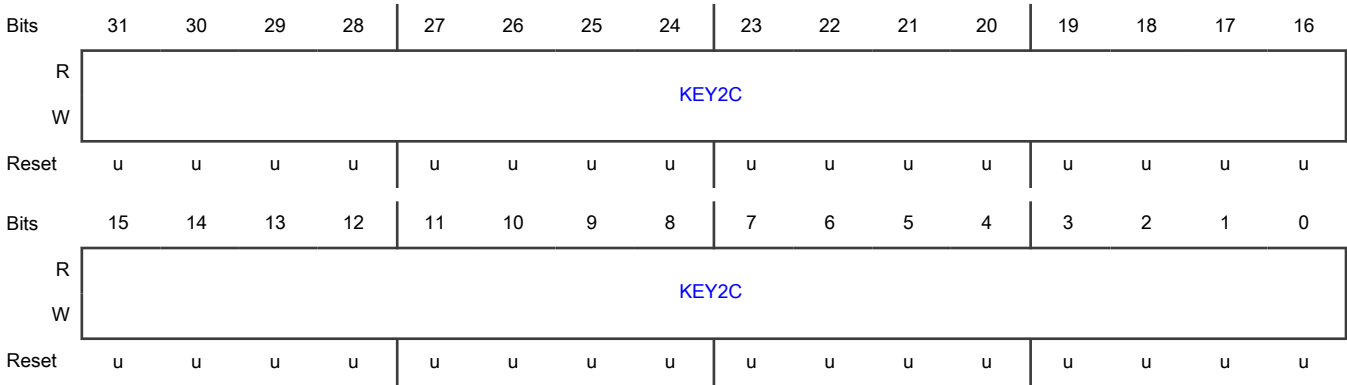 Bits 31 30 29 28 27 26 25 24 23 22 21 20 19 18 17 16
R
KEY2C
W
Reset u u u u u u u u u u u u u u u u
Bits 15 14 13 12 11 10 9 8 7 6 5 4 3 2 1 0
R
KEY2C
W
Reset u u u u u u u u u u u u u u u u